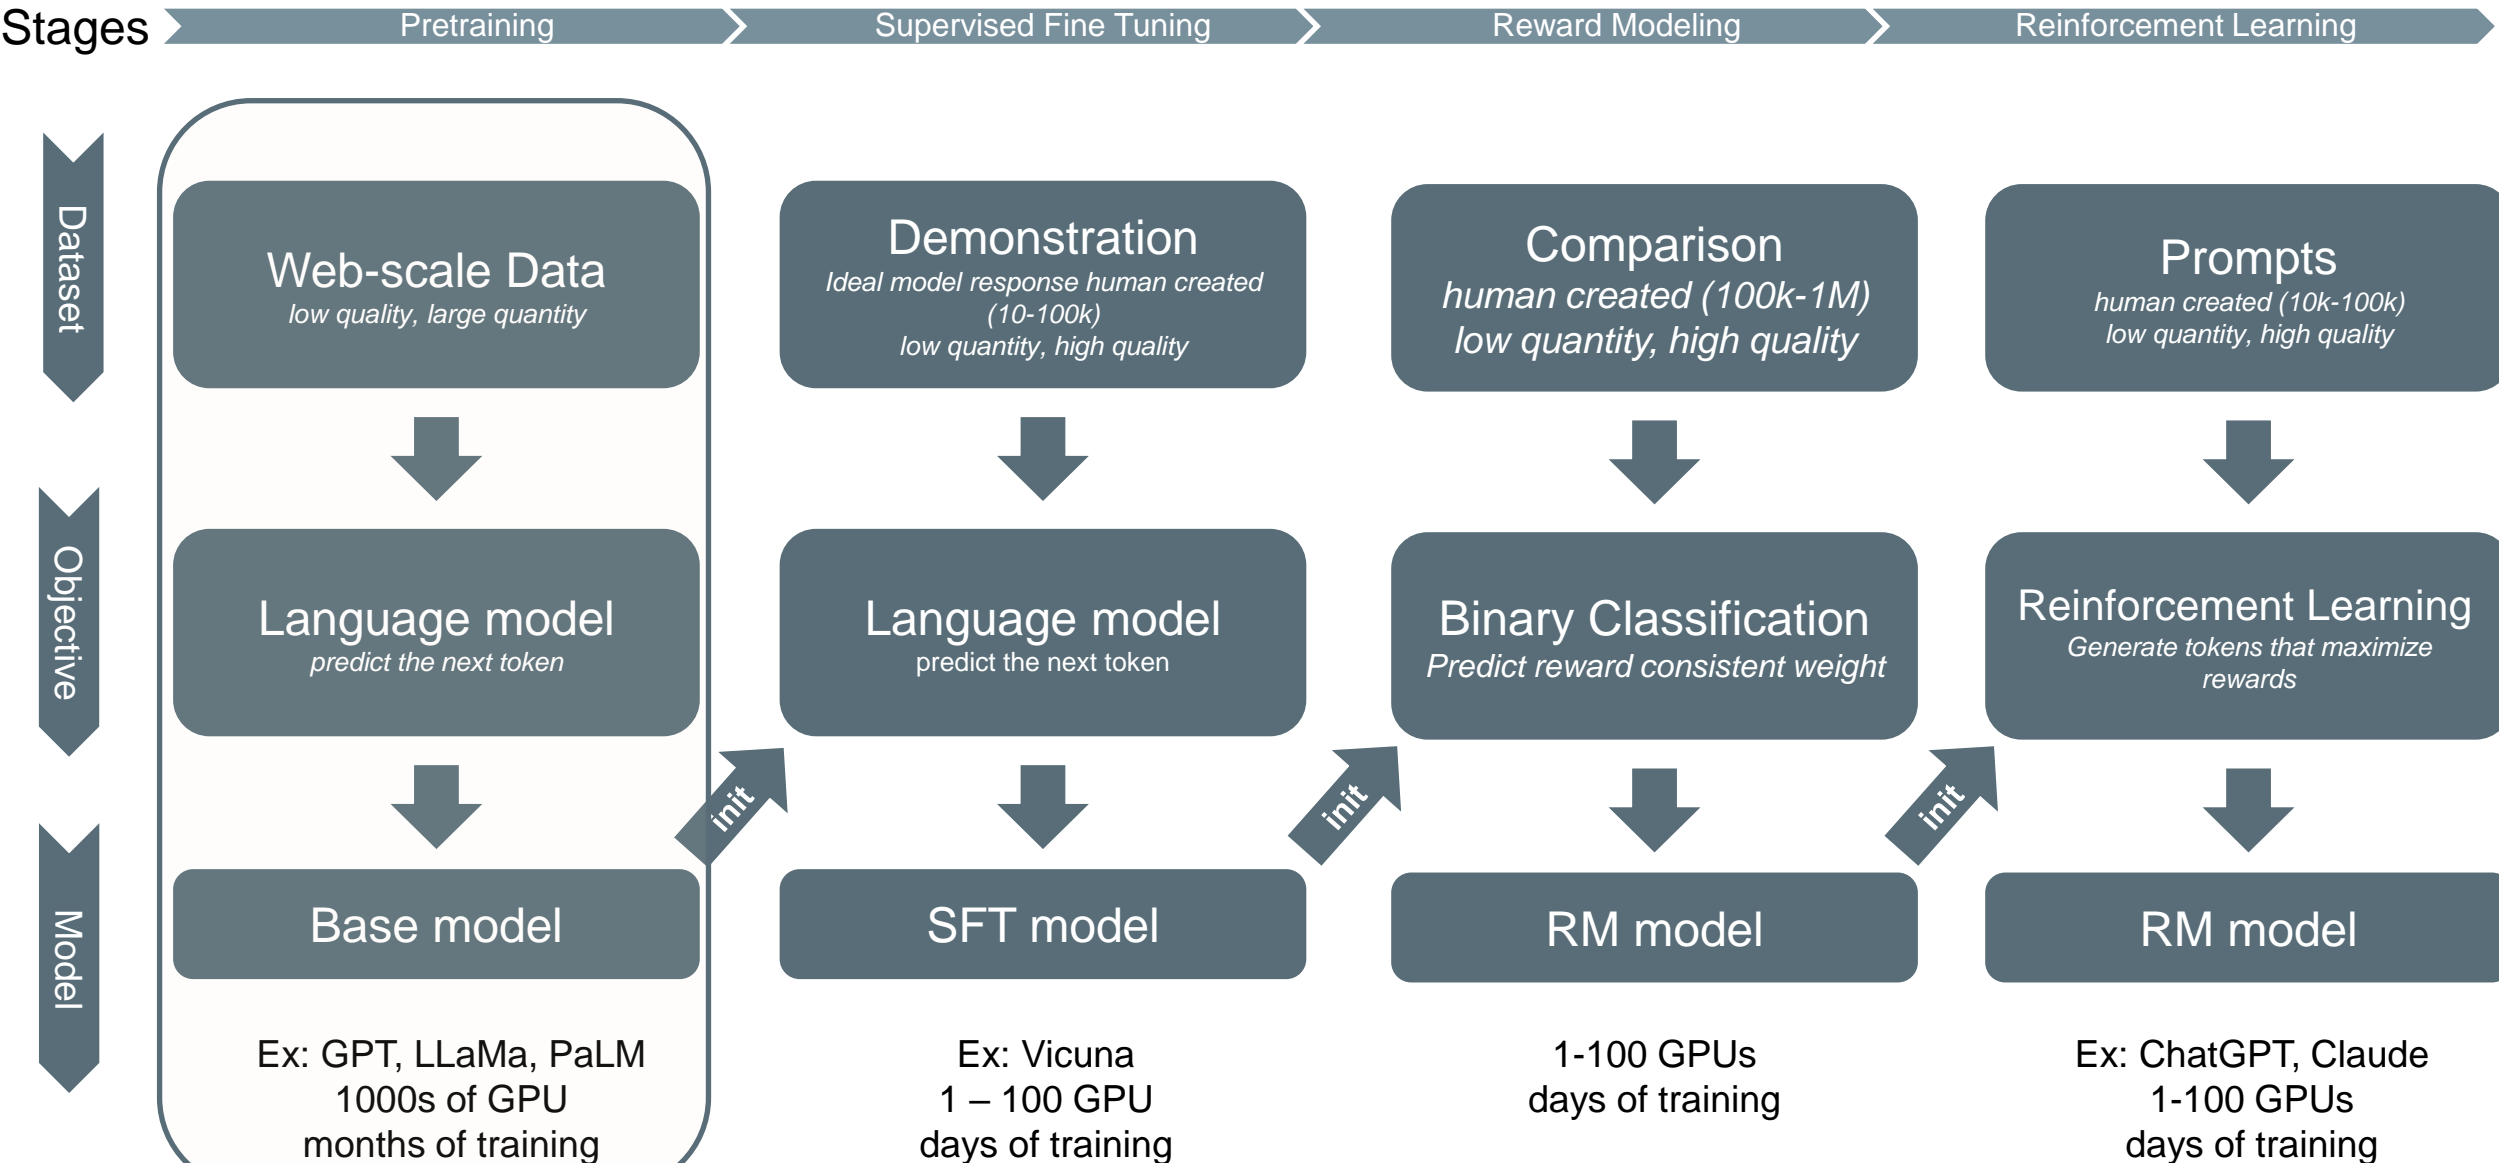 Stages
Pretraining
Supervised Fine Tuning
Reward Modeling
Reinforcement Learning
Dataset
Web-scale Data
low quality, large quantity
Demonstration
Ideal model response human created
(10-100k)
low quantity, high quality
Comparison
human created (100k-1M)
low quantity, high quality
Prompts
human created (10k-100k)
low quantity, high quality
Objective
Language model
predict the next token
Language model
predict the next token
Binary Classification
Predict reward consistent weight
Reinforcement Learning
Generate tokens that maximize
rewards
init
init
init
Model
Base model
SFT model
RM model
RM model
Ex: GPT, LLaMa, PaLM
1000s of GPU
months of training
Ex: Vicuna
1 – 100 GPU
days of training
1-100 GPUs
days of training
Ex: ChatGPT, Claude
1-100 GPUs
days of training